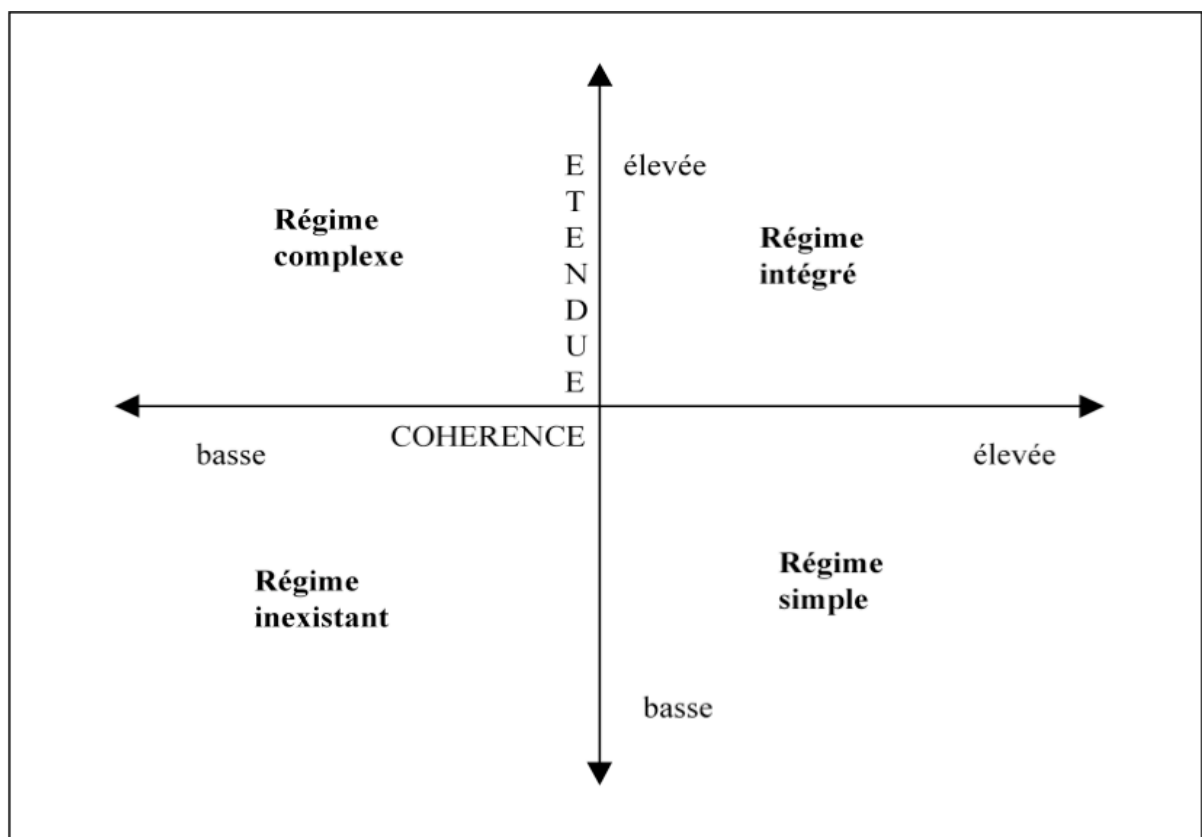 E
T
E
N
D
U
E
élevée
Régime
complexe
Régime
intégré
COHERENCE
basse
élevée
Régime
inexistant
Régime
simple
basse